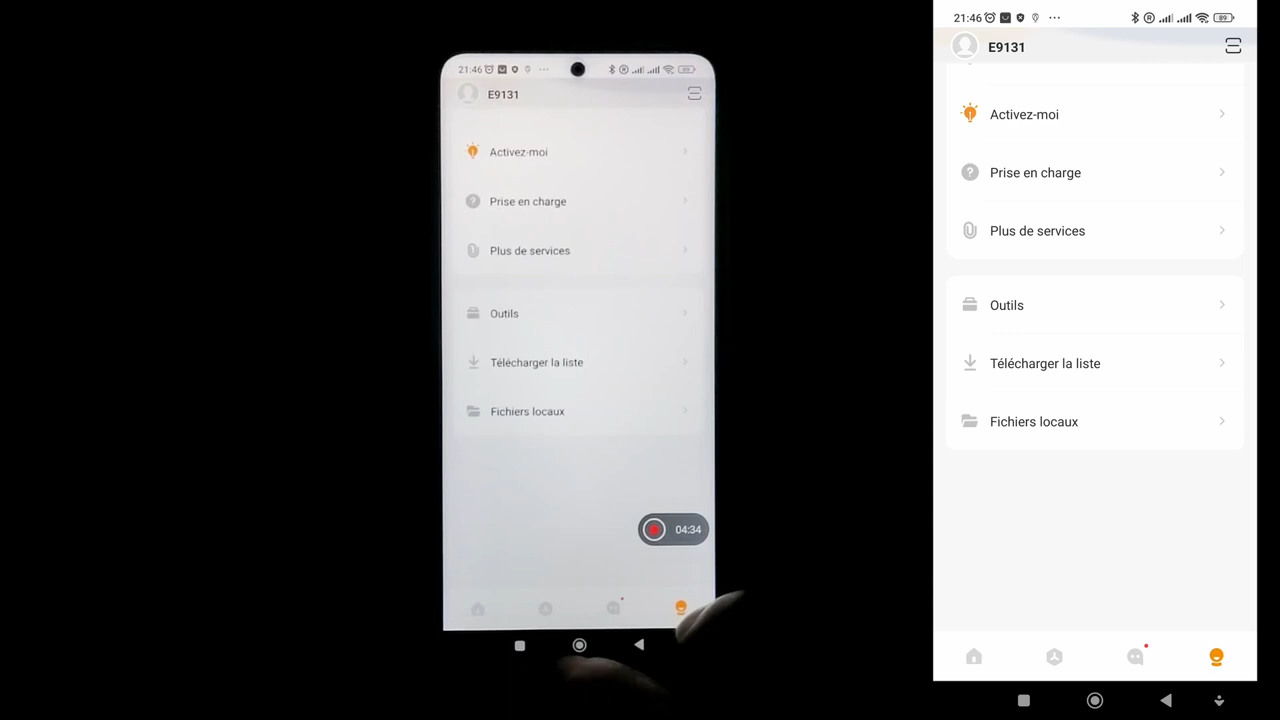 21:46
E9131
Activez-moi
Prise en charge
Plus de services
Outils
Télécharger la liste
Fichiers locaux
04:34
21:46
89
E9131
Activez-moi
Prise en charge
Plus de services
Outils
Télécharger la liste
Fichiers locaux